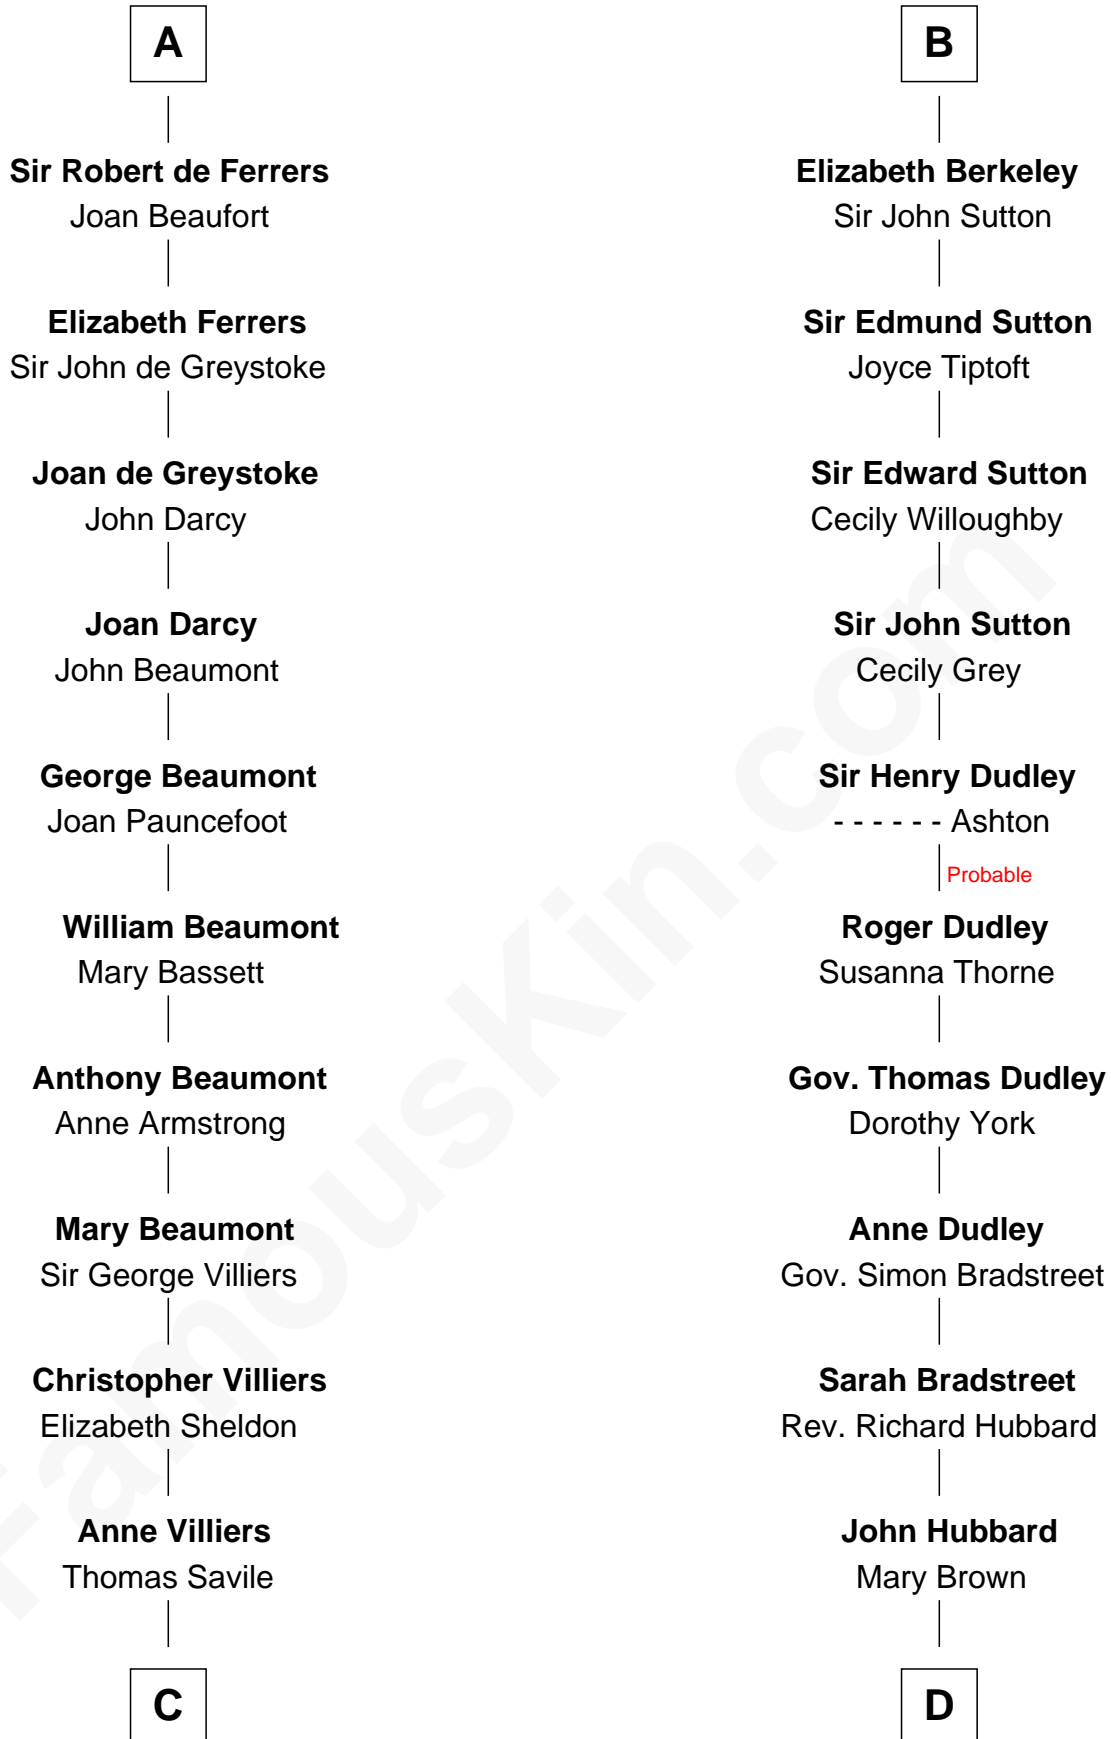 A
Sir Robert de Ferrers
Joan Beaufort
Elizabeth Ferrers
Sir John de Greystoke
Joan de Greystoke
John Darcy
Joan Darcy
John Beaumont
George Beaumont
Joan Pauncefoot
William Beaumont
Mary Bassett
Anthony Beaumont
Anne Armstrong
Mary Beaumont
Sir George Villiers
Christopher Villiers
Elizabeth Sheldon
Anne Villiers
Thomas Savile
C
B
Elizabeth Berkeley
Sir John Sutton
Sir Edmund Sutton
Joyce Tiptoft
Sir Edward Sutton
Cecily Willoughby
Sir John Sutton
Cecily Grey
Sir Henry Dudley
- - - - - - Ashton
Probable
Roger Dudley
Susanna Thorne
Gov. Thomas Dudley
Dorothy York
Anne Dudley
Gov. Simon Bradstreet
Sarah Bradstreet
Rev. Richard Hubbard
John Hubbard
Mary Brown
D
FamousKin.com